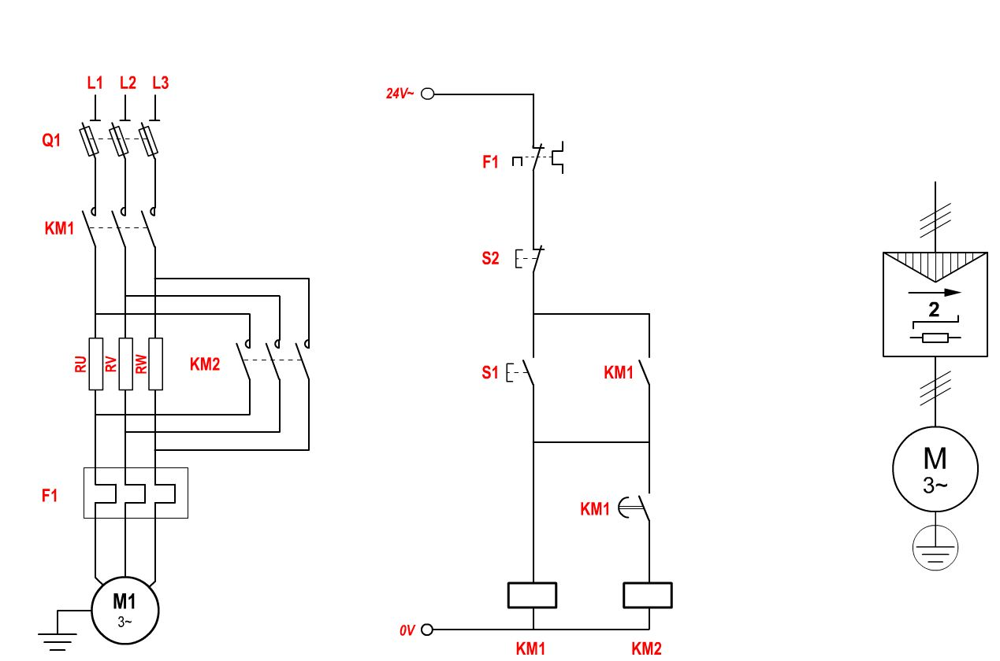 L1 L2 L3
Q1
KM1
RU RV RW
KM2
F1
M1
3~
24V~
F1
S2
S1
KM1
KM1
0V
KM1
KM2
2
M
3~